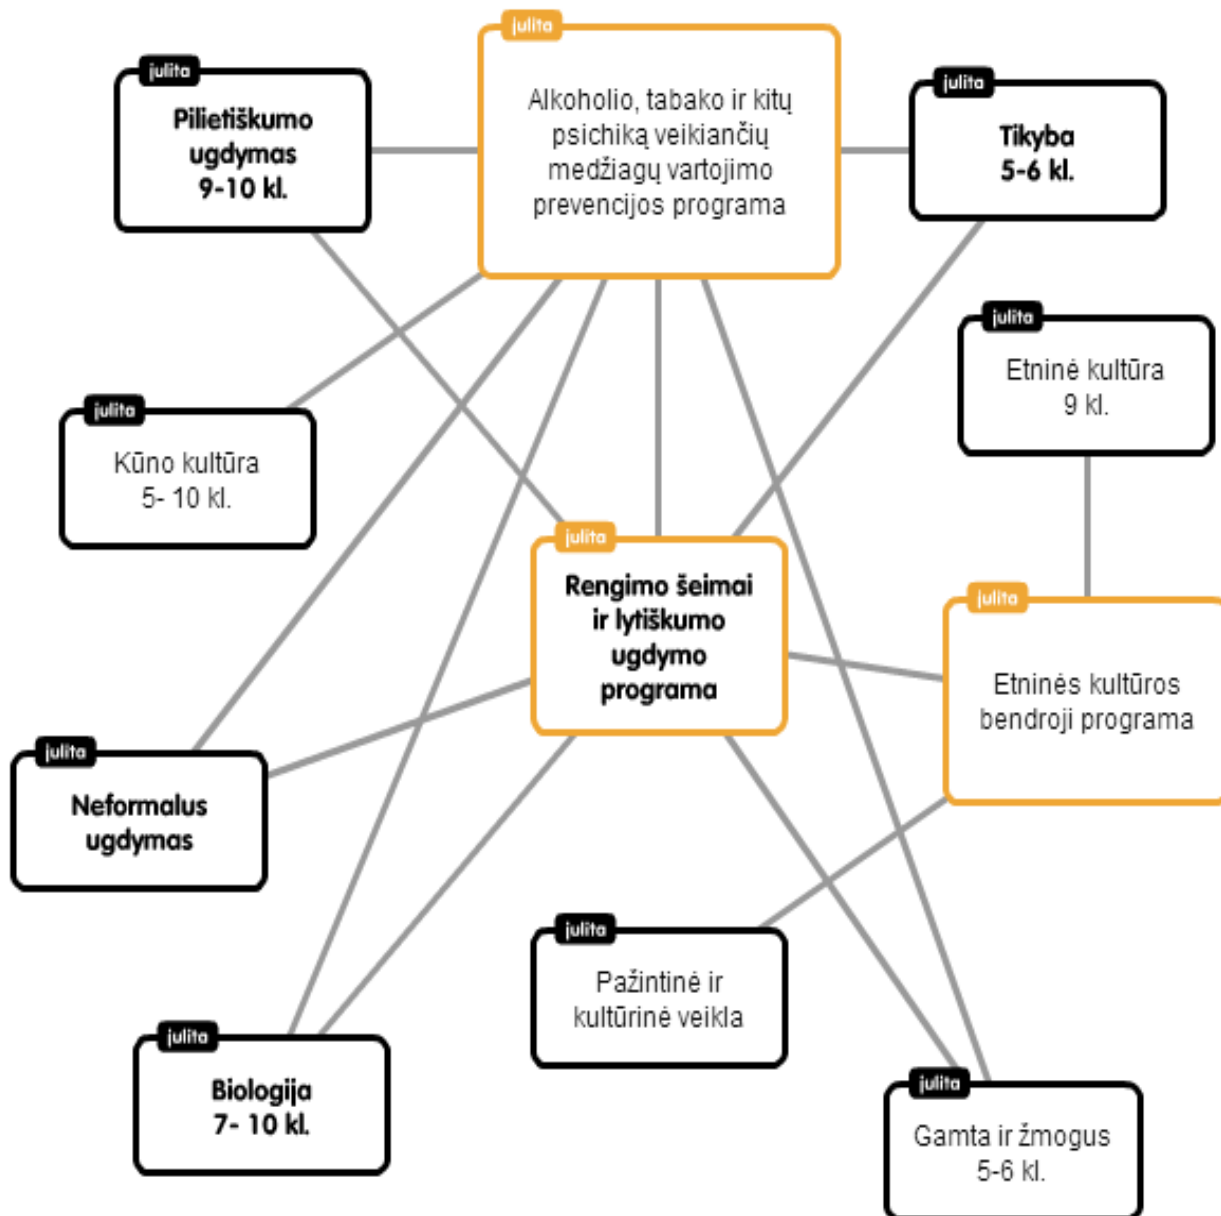 julita
Alkoholio, tabako ir kitų
psichiką veikiančių
medžiagų vartojimo
prevencijos programa
julita
Pilietiškumo
ugdymas
9-10 kl.
julita
Tikyba
5-6 kl.
julita
Etninė kultūra
9 kl.
julita
Kūno kultūra
5- 10 kl.
julita
Rengimo šeimai
ir lytiškumo
ugdymo
programa
julita
Etninės kultūros
bendroji programa
julita
Neformalus
ugdymas
julita
Pažintinė ir
kultūrinė veikla
julita
Biologija
7- 10 kl.
julita
Gamta ir žmogus
5-6 kl.